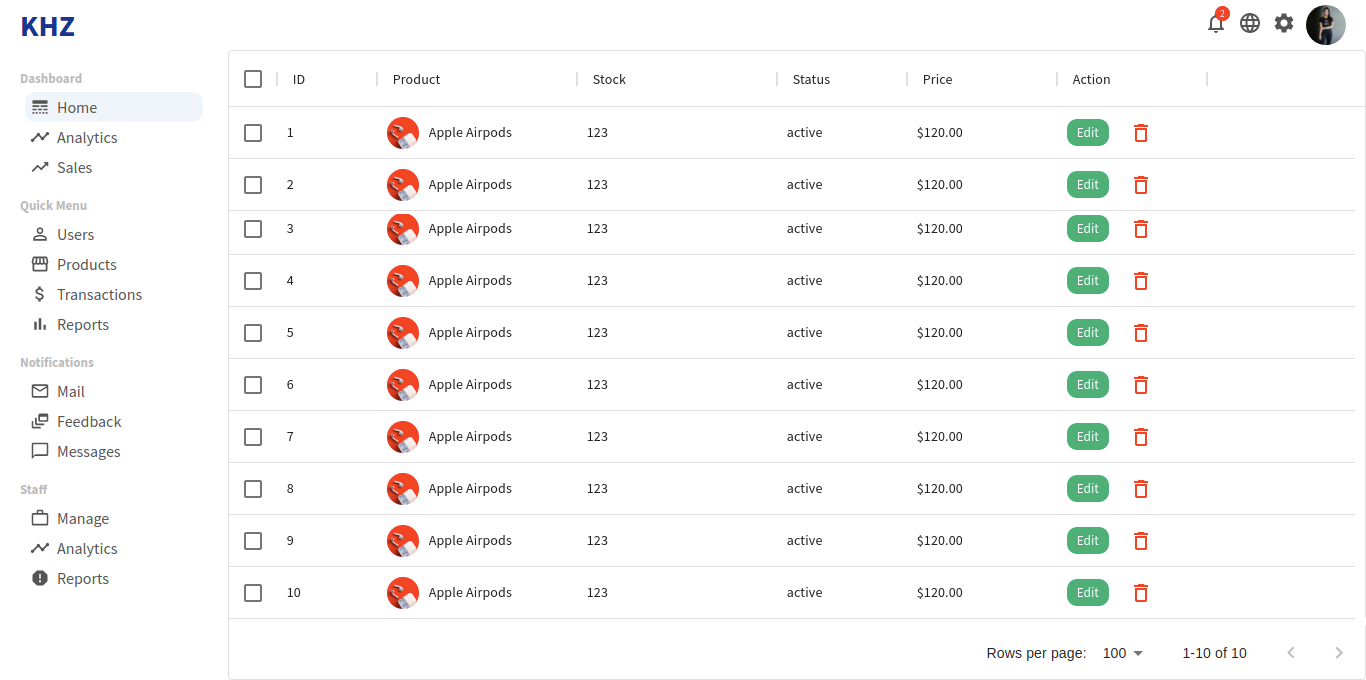 KHZ
2
Dashboard
Home
Analytics
Sales
Quick Menu
Users
Products
Transactions
Reports
Notifications
Mail
Feedback
Messages
Staff
Manage
Analytics
Reports
ID Product Stock Status Price Action
1 Apple Airpods 123 active $120.00 Edit
2 Apple Airpods 123 active $120.00 Edit
3 Apple Airpods 123 active $120.00 Edit
4 Apple Airpods 123 active $120.00 Edit
5 Apple Airpods 123 active $120.00 Edit
6 Apple Airpods 123 active $120.00 Edit
7 Apple Airpods 123 active $120.00 Edit
8 Apple Airpods 123 active $120.00 Edit
9 Apple Airpods 123 active $120.00 Edit
10 Apple Airpods 123 active $120.00 Edit
Rows per page: 100 1-10 of 10